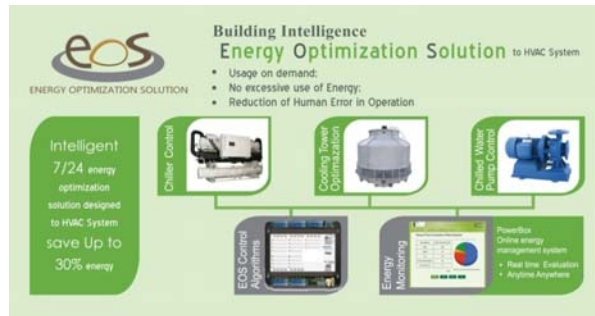 eos
ENERGY OPTIMIZATION SOLUTION
Building Intelligence
Energy Optimization Solution to HVAC System
• Usage on demand;
• No excessive use of Energy;
• Reduction of Human Error in Operation
Intelligent
7/24 energy
optimization
solution designed
to HVAC System
save Up to
30% energy
Chiller Control
Cooling Tower
Optimazation
Chilled Water
Pump Control
EOS Control
Algorithms
Energy
Monitoring
PowerBox
Online energy
management system
• Real time Evaluation
• Anytime Anywhere